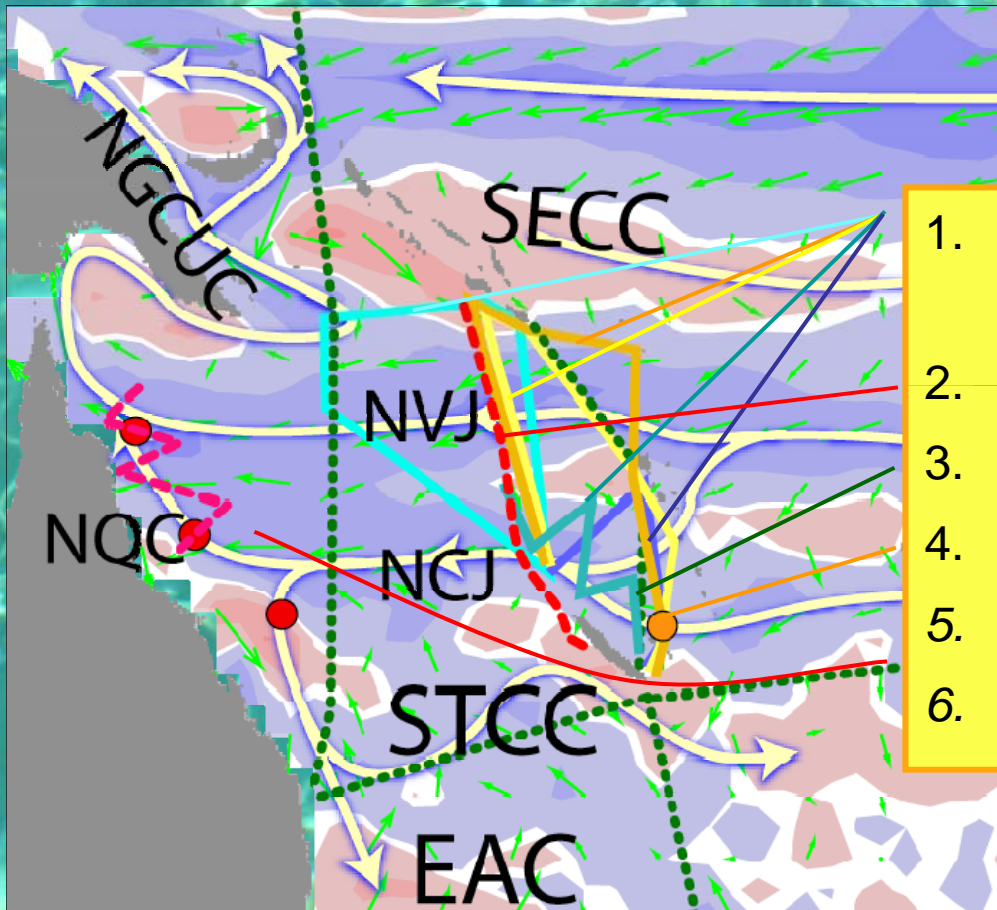 NGCUC
SECC
1.
NVJ
2.
3.
NQC
NCJ
4.
5.
STCC
6.
EAC